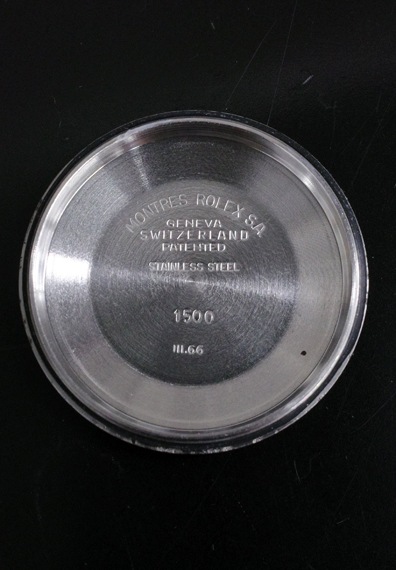 MONTRES ROLEX S.A.
GENEVA
SWITZERLAND
PATENTED
STAINLESS STEEL
1500
III.66